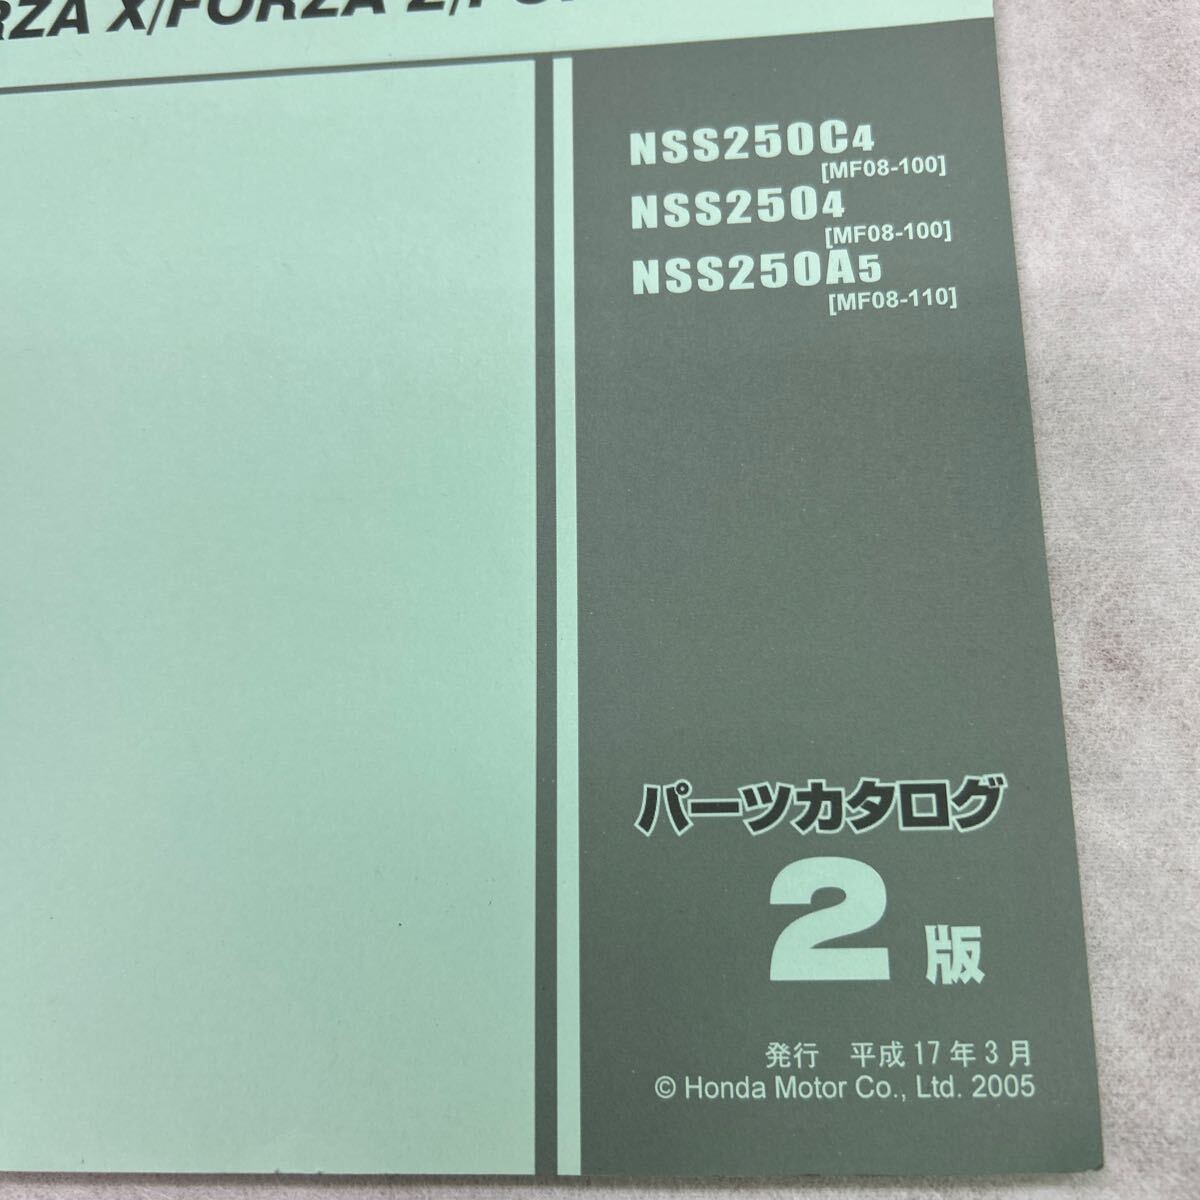 X/FORZA Z/
NSS250C4
[MF08-100]
NSS2504
[MF08-100]
NSS250A5
[MF08-110]
パーツカタログ
2版
発行 平成17年3月
© Honda Motor Co., Ltd. 2005